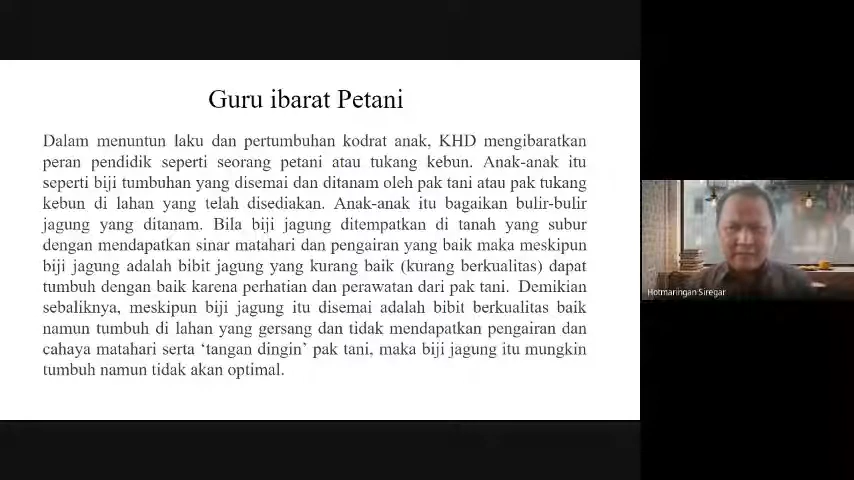 Guru ibarat Petani
Dalam menuntun laku dan pertumbuhan kodrat anak, KHD mengibaratkan
peran pendidik seperti seorang petani atau tukang kebun. Anak-anak itu
seperti biji tumbuhan yang disemai dan ditanam oleh pak tani atau pak tukang
kebun di lahan yang telah disediakan. Anak-anak itu bagaikan bulir-bulir
jagung yang ditanam. Bila biji jagung ditempatkan di tanah yang subur
dengan mendapatkan sinar matahari dan pengairan yang baik maka meskipun
biji jagung adalah bibit jagung yang kurang baik (kurang berkualitas) dapat
tumbuh dengan baik karena perhatian dan perawatan dari pak tani. Demikian
sebaliknya, meskipun biji jagung itu disemai adalah bibit berkualitas baik
namun tumbuh di lahan yang gersang dan tidak mendapatkan pengairan dan
cahaya matahari serta ‘tangan dingin’ pak tani, maka biji jagung itu mungkin
tumbuh namun tidak akan optimal.
Hotmaringan Siregar